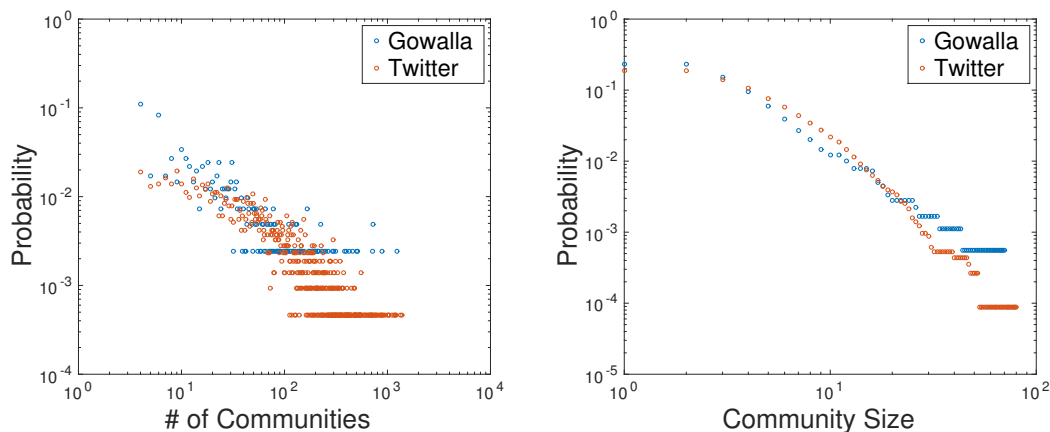 10^0
10^-1
10^-2
10^-3
10^-4
Probability
10^0 10^1 10^2 10^3 10^4
# of Communities
Gowalla
Twitter
10^0
10^-1
10^-2
10^-3
10^-4
10^-5
Probability
10^0 10^1 10^2
Community Size
Gowalla
Twitter